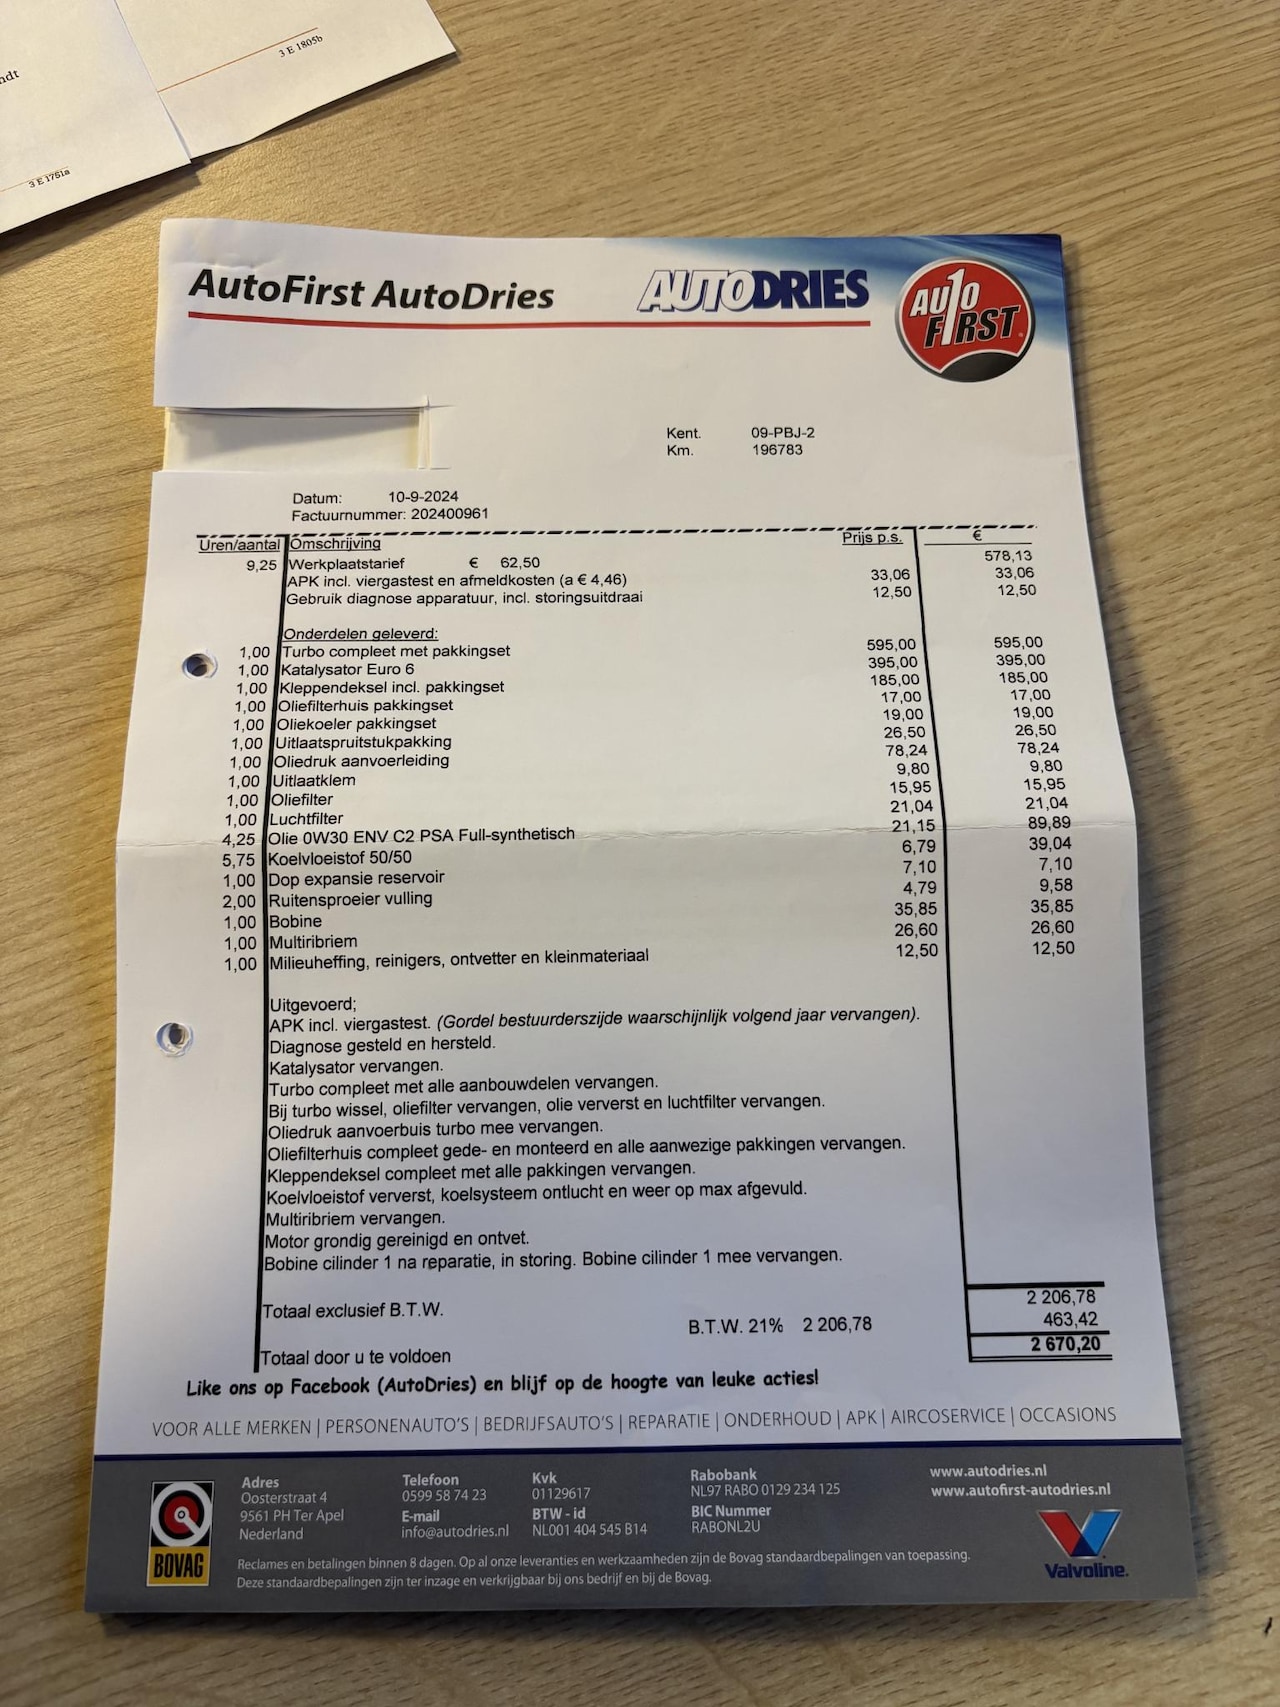 3 E 1805b
ndt
3 E 1751a
AutoFirst AutoDries
AUTODRIES
AUTO
F1RST
Kent. 09-PBJ-2
Km. 196783
Datum: 10-9-2024
Factuurnummer: 202400961
Uren/aantal Omschrijving Prijs p.s. €
9,25 Werkplaatstarief € 62,50 578,13
APK incl. viergastest en afmeldkosten (a € 4,46) 33,06 33,06
Gebruik diagnose apparatuur, incl. storingsuitdraai 12,50 12,50
Onderdelen geleverd:
1,00 Turbo compleet met pakkingset 595,00 595,00
1,00 Katalysator Euro 6 395,00 395,00
1,00 Kleppendeksel incl. pakkingset 185,00 185,00
1,00 Oliefilterhuis pakkingset 17,00 17,00
1,00 Oliekoeler pakkingset 19,00 19,00
1,00 Uitlaatspruitstukpakking 26,50 26,50
1,00 Oliedruk aanvoerleiding 78,24 78,24
1,00 Uitlaatklem 9,80 9,80
1,00 Oliefilter 15,95 15,95
1,00 Luchtfilter 21,04 21,04
4,25 Olie 0W30 ENV C2 PSA Full-synthetisch 21,15 89,89
5,75 Koelvloeistof 50/50 6,79 39,04
1,00 Dop expansie reservoir 7,10 7,10
2,00 Ruitensproeier vulling 4,79 9,58
1,00 Bobine 35,85 35,85
1,00 Multiribriem 26,60 26,60
1,00 Milieuheffing, reinigers, ontvetter en kleinmateriaal 12,50 12,50
Uitgevoerd;
APK incl. viergastest. (Gordel bestuurderszijde waarschijnlijk volgend jaar vervangen).
Diagnose gesteld en hersteld.
Katalysator vervangen.
Turbo compleet met alle aanbouwdelen vervangen.
Bij turbo wissel, oliefilter vervangen, olie ververst en luchtfilter vervangen.
Oliedruk aanvoerbuis turbo mee vervangen.
Oliefilterhuis compleet gede- en monteerd en alle aanwezige pakkingen vervangen.
Kleppendeksel compleet met alle pakkingen vervangen.
Koelvloeistof ververst, koelsysteem ontlucht en weer op max afgevuld.
Multiribriem vervangen.
Motor grondig gereinigd en ontvet.
Bobine cilinder 1 na reparatie, in storing. Bobine cilinder 1 mee vervangen.
Totaal exclusief B.T.W. 2 206,78
B.T.W. 21% 2 206,78 463,42
Totaal door u te voldoen 2 670,20
Like ons op Facebook (AutoDries) en blijf op de hoogte van leuke acties!
VOOR ALLE MERKEN | PERSONENAUTO'S | BEDRIJFSAUTO'S | REPARATIE | ONDERHOUD | APK | AIRCOSERVICE | OCCASIONS
BOVAG
Adres
Oosterstraat 4
9561 PH Ter Apel
Nederland
Telefoon
0599 58 74 23
E-mail
info@autodries.nl
Kvk
01129617
BTW - id
NL001 404 545 B14
Rabobank
NL97 RABO 0129 234 125
BIC Nummer
RABONL2U
www.autodries.nl
www.autofirst-autodries.nl
Valvoline.
Reclames en betalingen binnen 8 dagen. Op al onze leveranties en werkzaamheden zijn de Bovag standaardbepalingen van toepassing.
Deze standaardbepalingen zijn ter inzage en verkrijgbaar bij ons bedrijf en bij de Bovag.